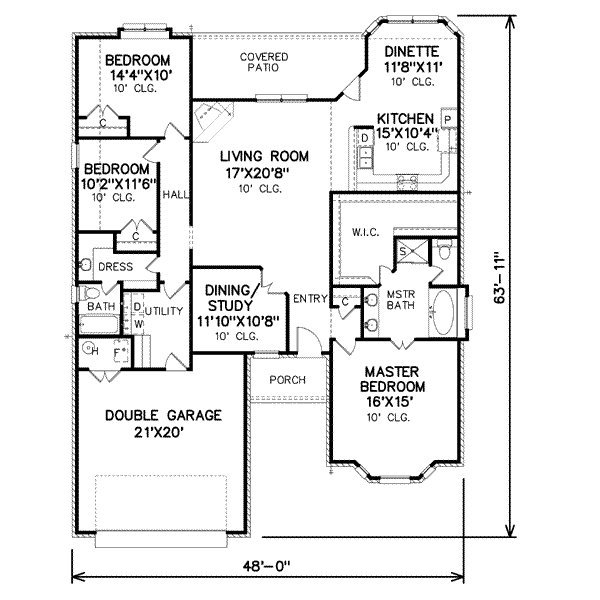 BEDROOM
14'4"X10'
10' CLG.
C
COVERED
PATIO
DINETTE
11'8"X11'
10' CLG.
KITCHEN
15'X10'4"
10' CLG.
P
D
BEDROOM
10'2"X11'6"
10' CLG.
C
HALL
LIVING ROOM
17'X20'8"
10' CLG.
W.I.C.
S
DRESS
BATH
D
W
UTILITY
H
F
DINING/
STUDY
11'10"X10'8"
10' CLG.
ENTRY
C
MSTR
BATH
PORCH
MASTER
BEDROOM
16'X15'
10' CLG.
DOUBLE GARAGE
21'X20'
63'-11"
48'-0"